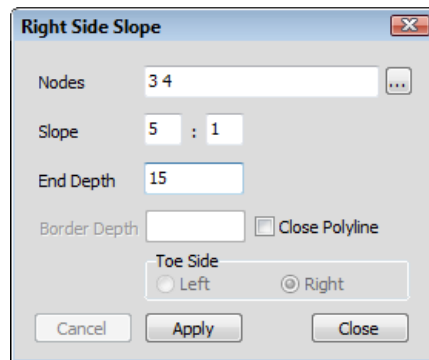 Right Side Slope
Nodes 3 4 ...
Slope 5 : 1
End Depth 15
Border Depth Close Polyline
Toe Side
Left Right
Cancel Apply Close